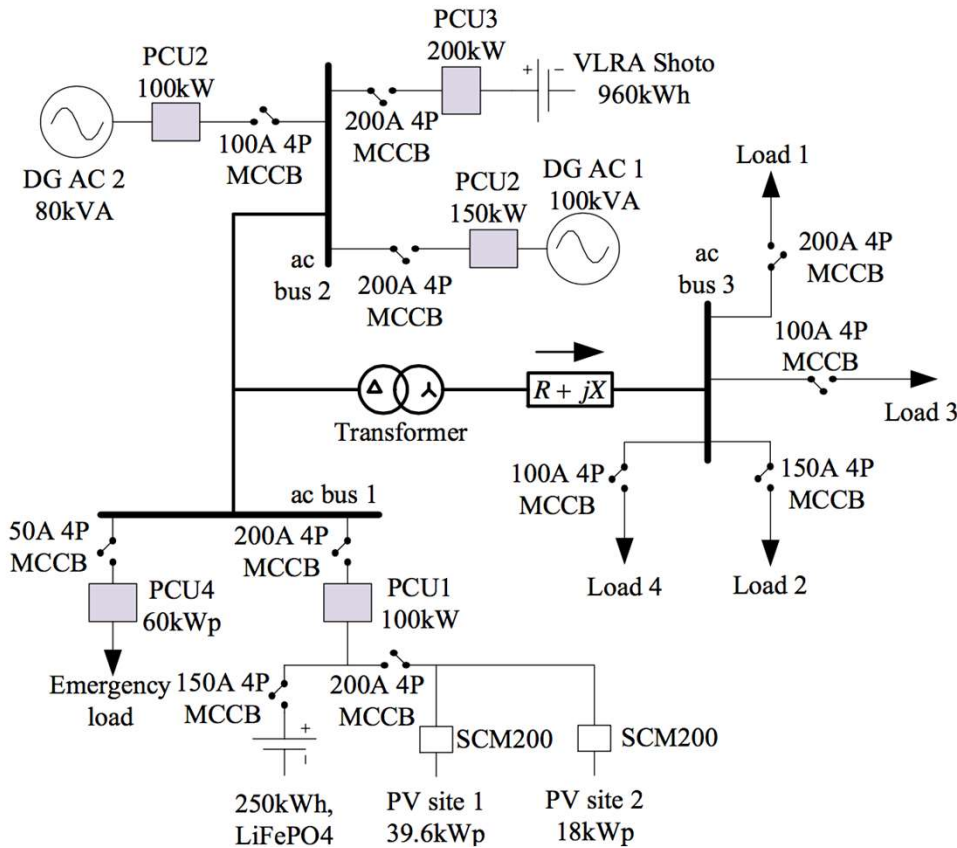 PCU3
200kW
PCU2
100kW
VLRA Shoto
960kWh
200A 4P
MCCB
100A 4P
MCCB
DG AC 2
80kVA
DG AC 1
100kVA
PCU2
150kW
Load 1
ac
bus 2
200A 4P
MCCB
ac
bus 3
200A 4P
MCCB
100A 4P
MCCB
R + jX
Load 3
Transformer
100A 4P
MCCB
150A 4P
MCCB
ac bus 1
50A 4P
MCCB
200A 4P
MCCB
Load 4
Load 2
PCU4
60kWp
PCU1
100kW
Emergency
load
150A 4P
MCCB
+
-
200A 4P
MCCB
SCM200
SCM200
250kWh,
LiFePO4
PV site 1
39.6kWp
PV site 2
18kWp